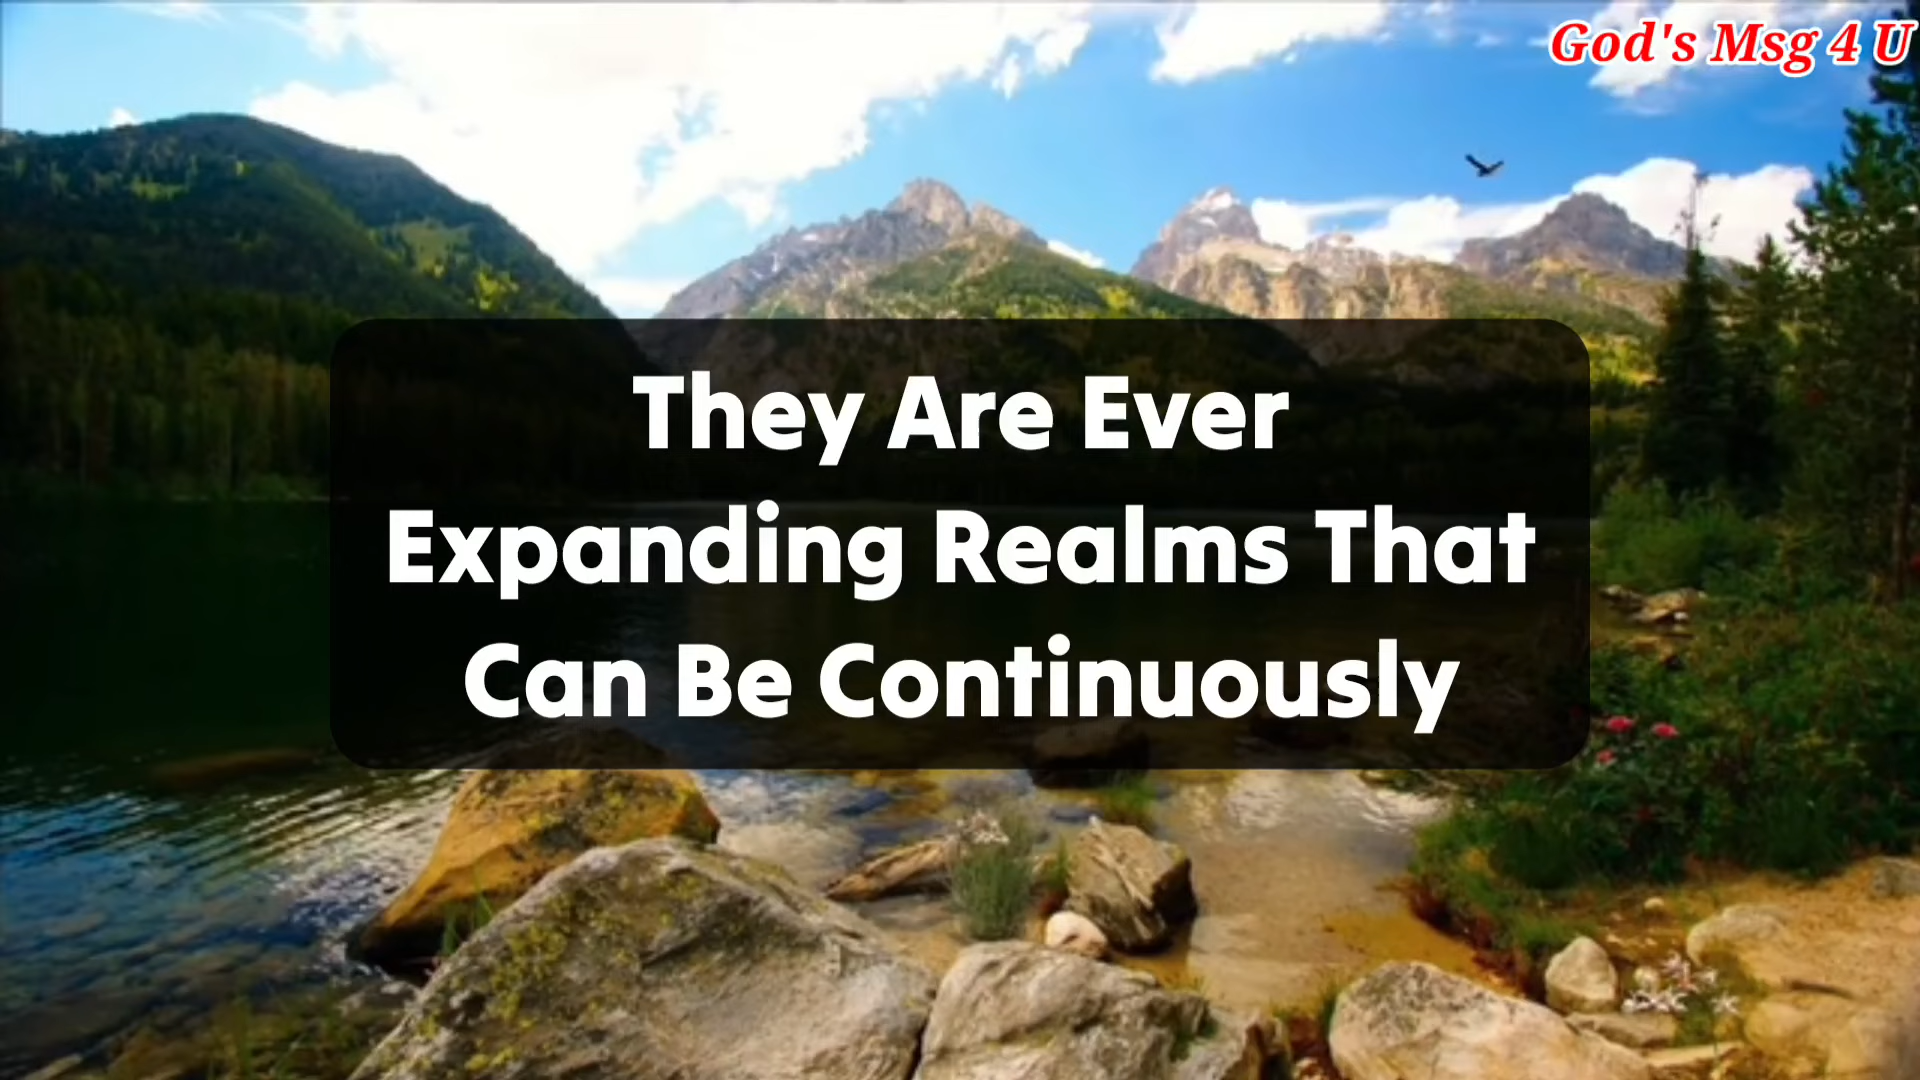 God's Msg 4 U
They Are Ever
Expanding Realms That
Can Be Continuously